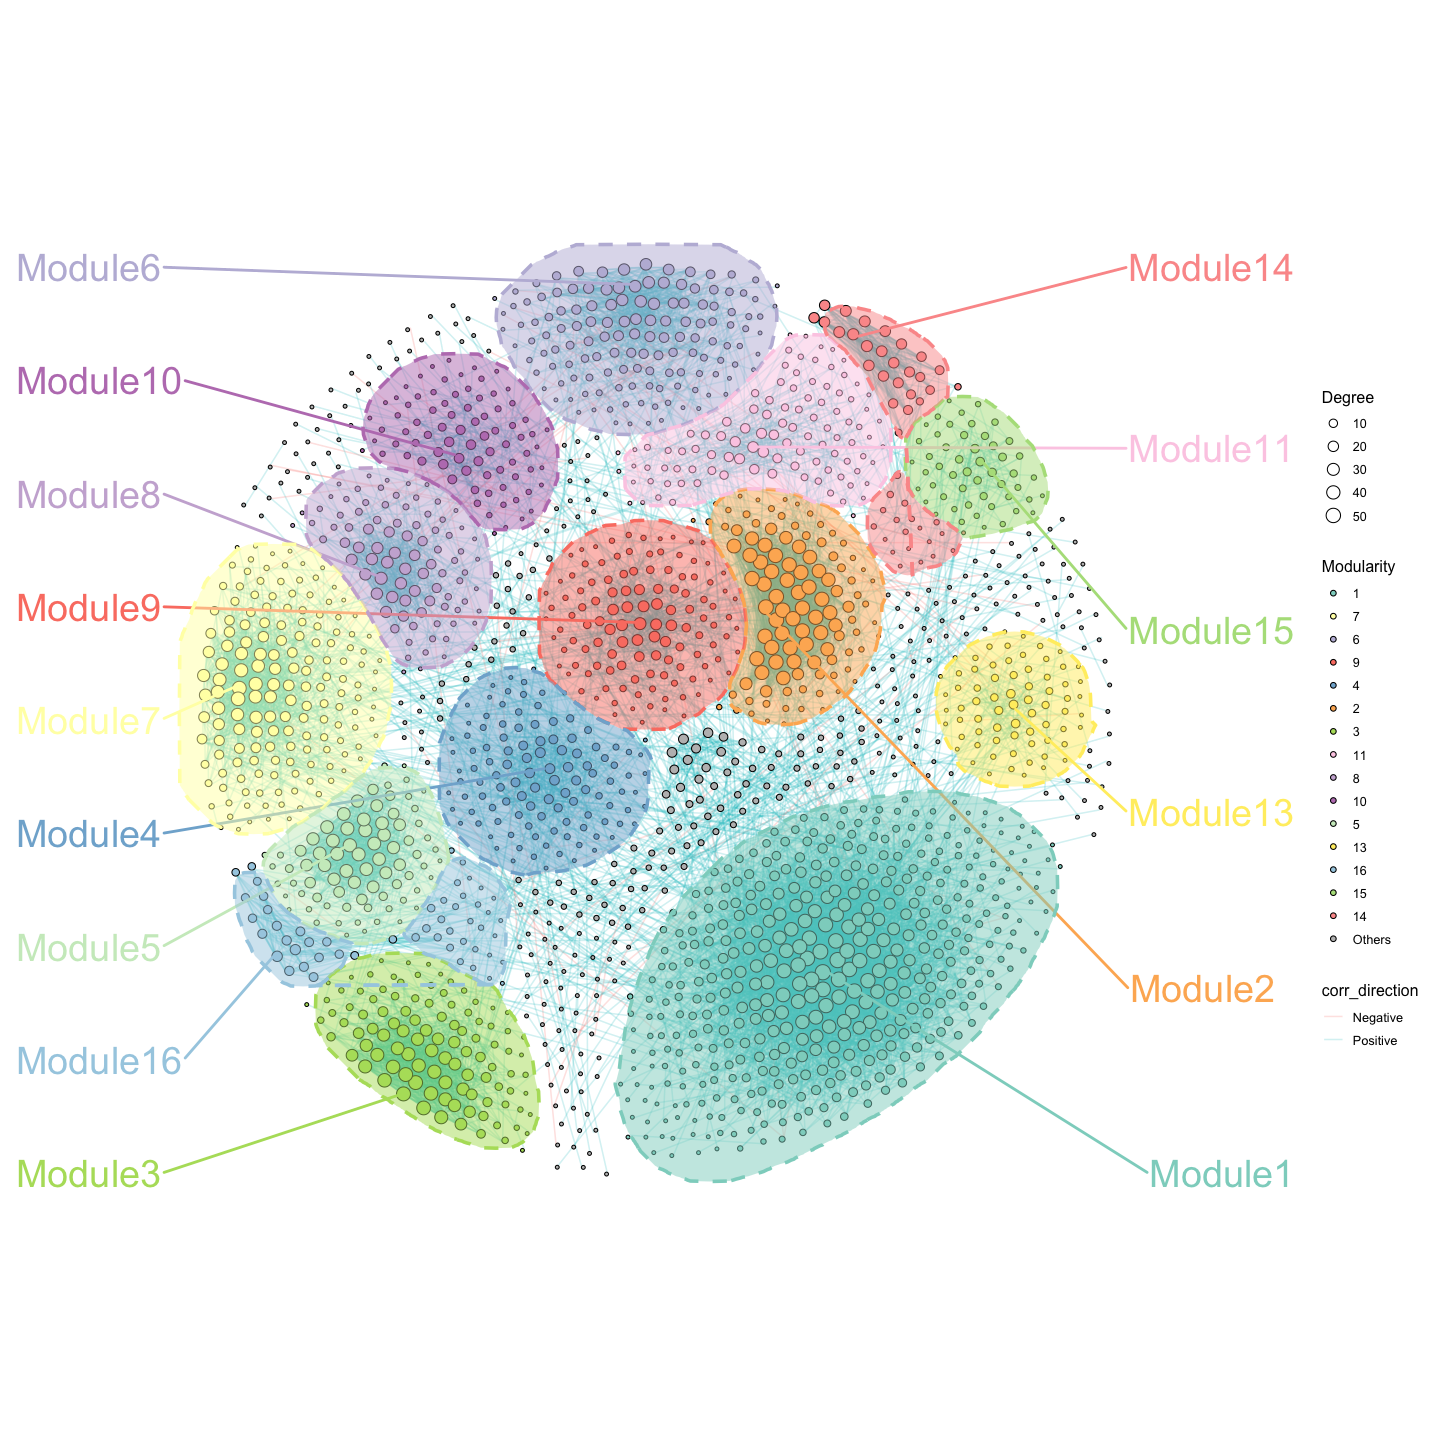 Module6
Module10
Module8
Module9
Module7
Module4
Module5
Module16
Module3
Module14
Module11
Module15
Module13
Module2
Module1
Degree
10
20
30
40
50
Modularity
1
7
6
9
4
2
3
11
8
10
5
13
16
15
14
Others
corr_direction
Negative
Positive